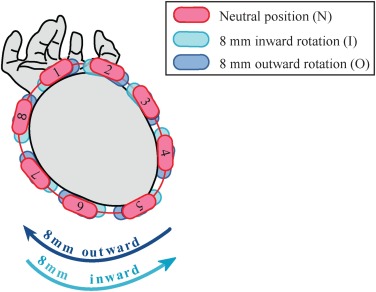 Neutral position (N)
8 mm inward rotation (I)
8 mm outward rotation (O)
1
2
3
4
5
6
7
8
8mm outward
8mm inward